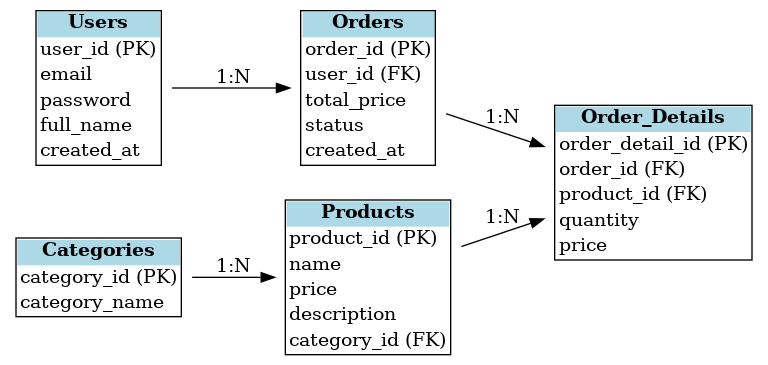 Users
user_id (PK)
email
password
full_name
created_at
1:N
Orders
order_id (PK)
user_id (FK)
total_price
status
created_at
1:N
Order_Details
order_detail_id (PK)
order_id (FK)
product_id (FK)
quantity
price
Categories
category_id (PK)
category_name
1:N
Products
product_id (PK)
name
price
description
category_id (FK)
1:N